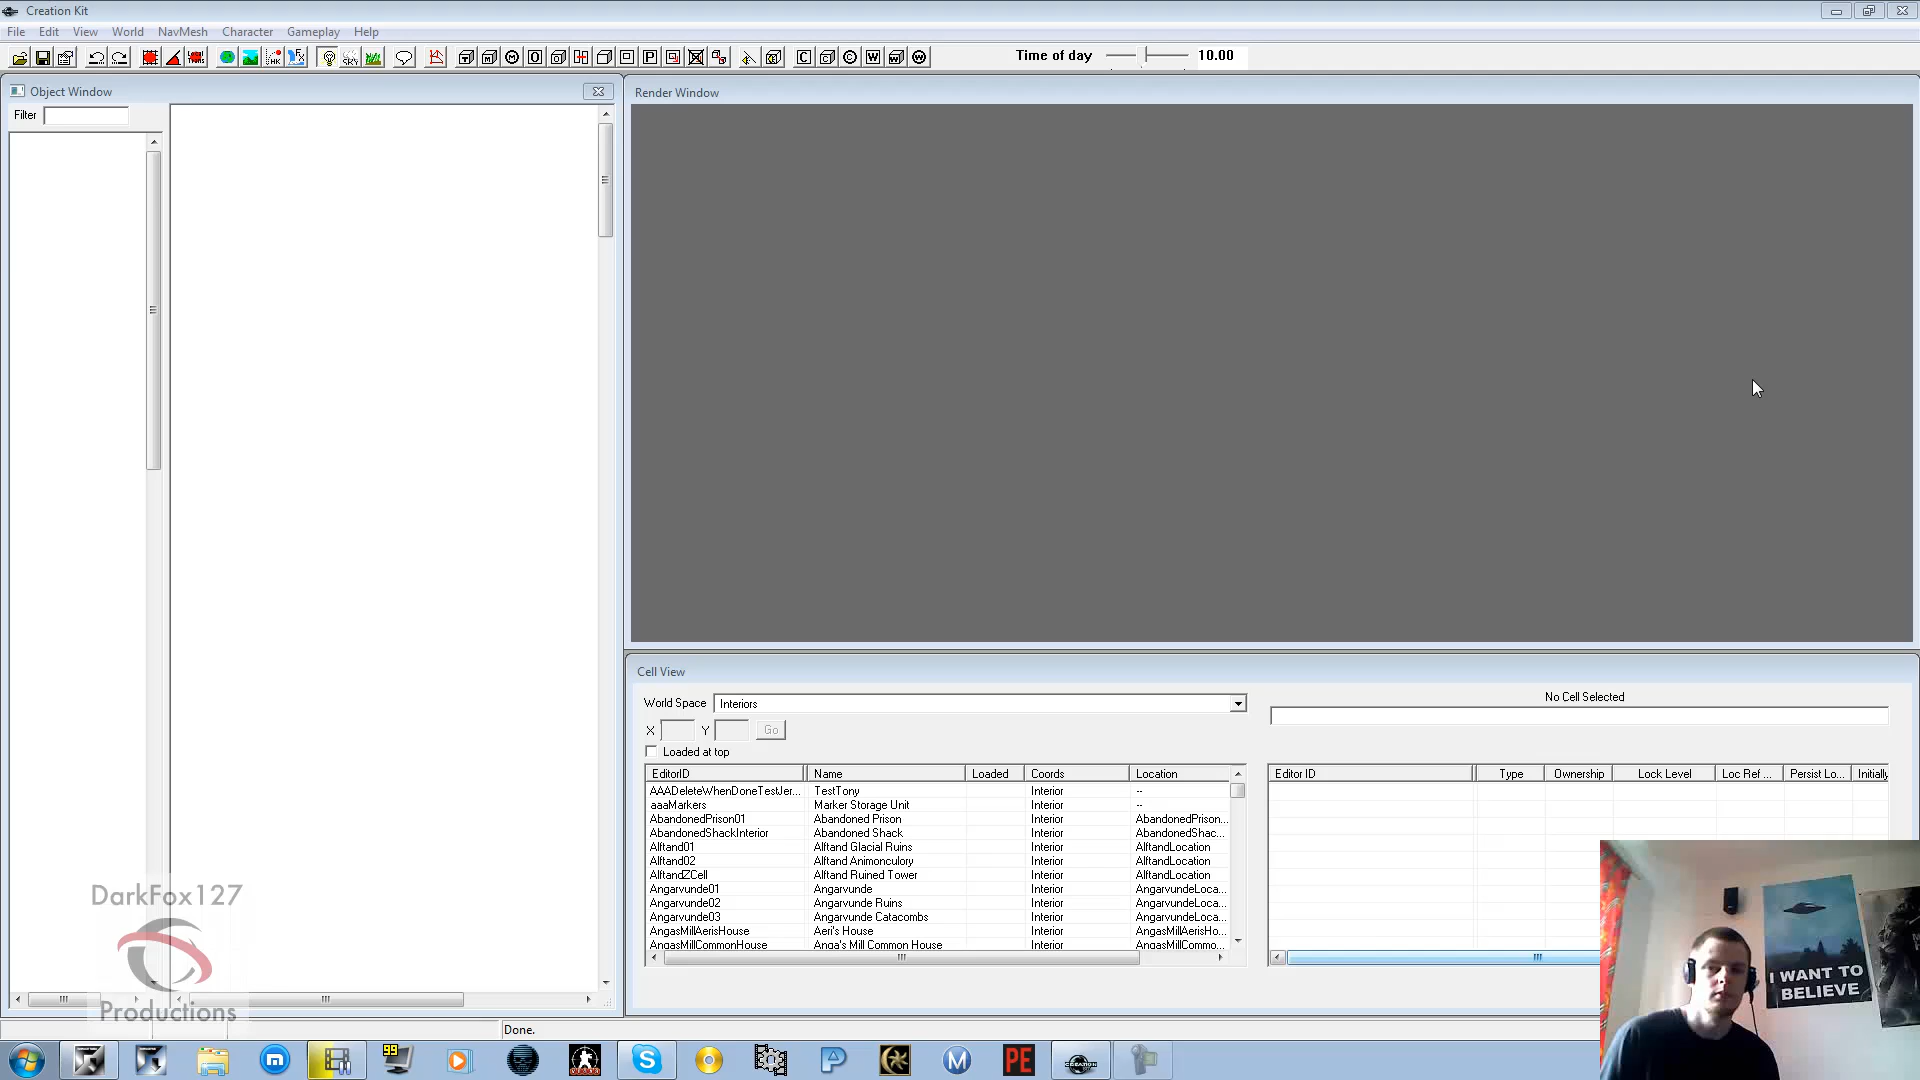 Creation Kit
File Edit View World NavMesh Character Gameplay Help
Time of day 10.00
Object Window
Filter
Render Window
Cell View
World Space Interiors
X Y Go
Loaded at top
No Cell Selected
EditorID Name Loaded Coords Location
AAADeleteWhenDoneTestJer... TestTony Interior --
aaaMarkers Marker Storage Unit Interior --
AbandonedPrison01 Abandoned Prison Interior AbandonedPrison...
AbandonedShackInterior Abandoned Shack Interior AbandonedShac...
Alftand01 Alftand Glacial Ruins Interior AlftandLocation
Alftand02 Alftand Animonculory Interior AlftandLocation
AlftandZCell Alftand Ruined Tower Interior AlftandLocation
Angarvunde01 Angarvunde Interior AngarvundeLoca...
Angarvunde02 Angarvunde Ruins Interior AngarvundeLoca...
Angarvunde03 Angarvunde Catacombs Interior AngarvundeLoca...
AngasMillAerisHouse Aeri's House Interior AngasMillAerisHo...
AngasMillCommonHouse Anga's Mill Common House Interior AngasMillCommo...
Editor ID Type Ownership Lock Level Loc Ref ... Persist Lo... Initially
DarkFox127
Productions
I WANT TO
BELIEVE
Done.
99
PE
CREATION